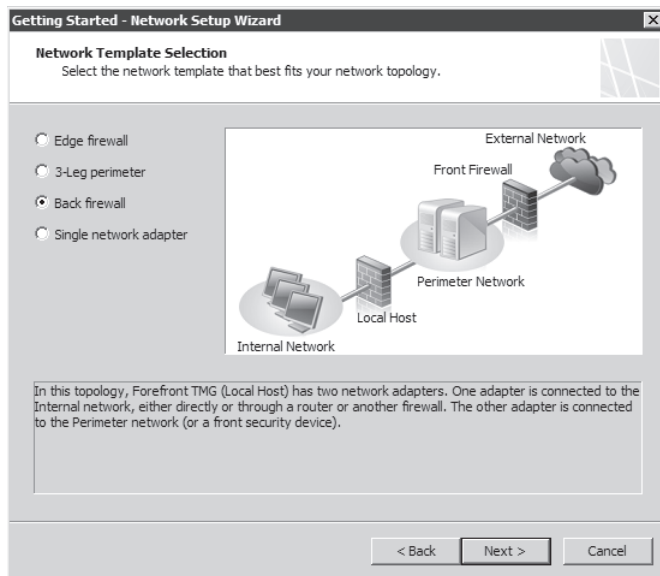 Getting Started - Network Setup Wizard
Network Template Selection
Select the network template that best fits your network topology.
Edge firewall
3-Leg perimeter
Back firewall
Single network adapter
External Network
Front Firewall
Perimeter Network
Local Host
Internal Network
In this topology, Forefront TMG (Local Host) has two network adapters. One adapter is connected to the
Internal network, either directly or through a router or another firewall. The other adapter is connected
to the Perimeter network (or a front security device).
< Back
Next >
Cancel